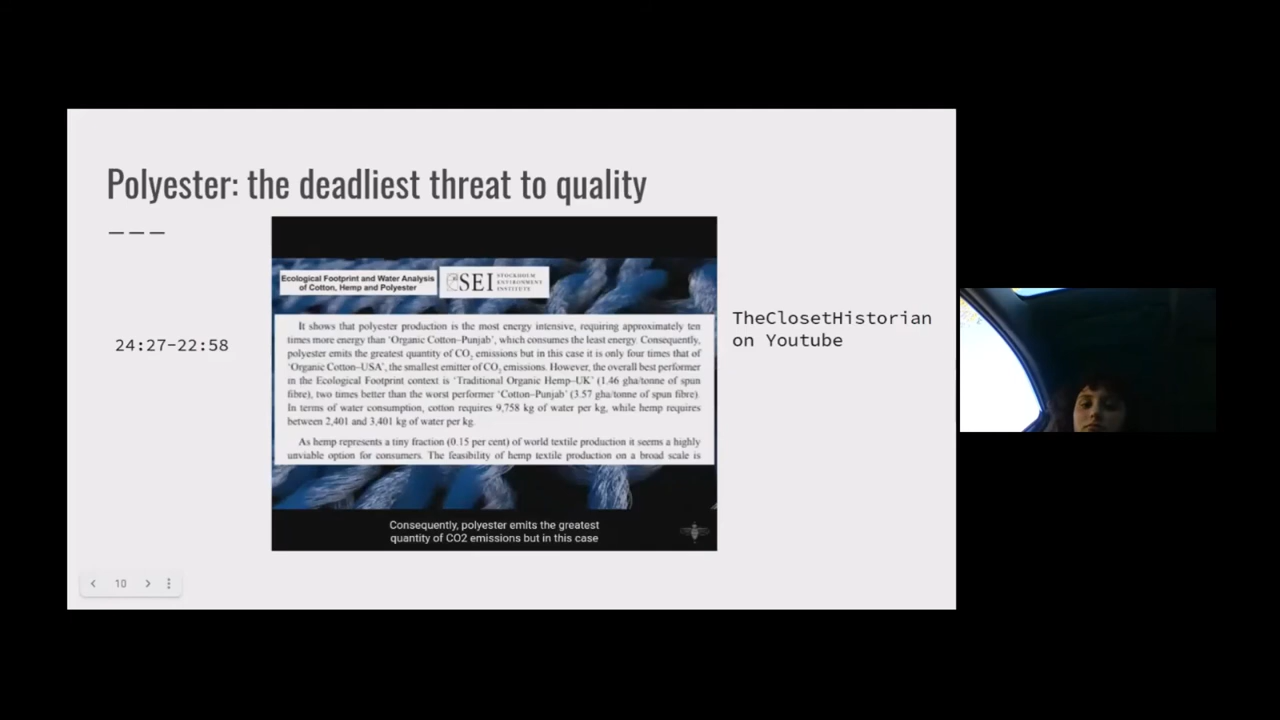 Polyester: the deadliest threat to quality
24:27-22:58
Ecological Footprint and Water Analysis
of Cotton, Hemp and Polyester
SEI
STOCKHOLM
ENVIRONMENT
INSTITUTE
It shows that polyester production is the most energy intensive, requiring approximately ten
times more energy than ‘Organic Cotton–Punjab’, which consumes the least energy. Consequently,
polyester emits the greatest quantity of CO2 emissions but in this case it is only four times that of
‘Organic Cotton–USA’, the smallest emitter of CO2 emissions. However, the overall best performer
in the Ecological Footprint context is ‘Traditional Organic Hemp–UK’ (1.46 gha/tonne of spun
fibre), two times better than the worst performer ‘Cotton–Punjab’ (3.57 gha/tonne of spun fibre).
In terms of water consumption, cotton requires 9,758 kg of water per kg, while hemp requires
between 2,401 and 3,401 kg of water per kg.
As hemp represents a tiny fraction (0.15 per cent) of world textile production it seems a highly
unviable option for consumers. The feasibility of hemp textile production on a broad scale is
Consequently, polyester emits the greatest
quantity of CO2 emissions but in this case
TheClosetHistorian
on Youtube
10